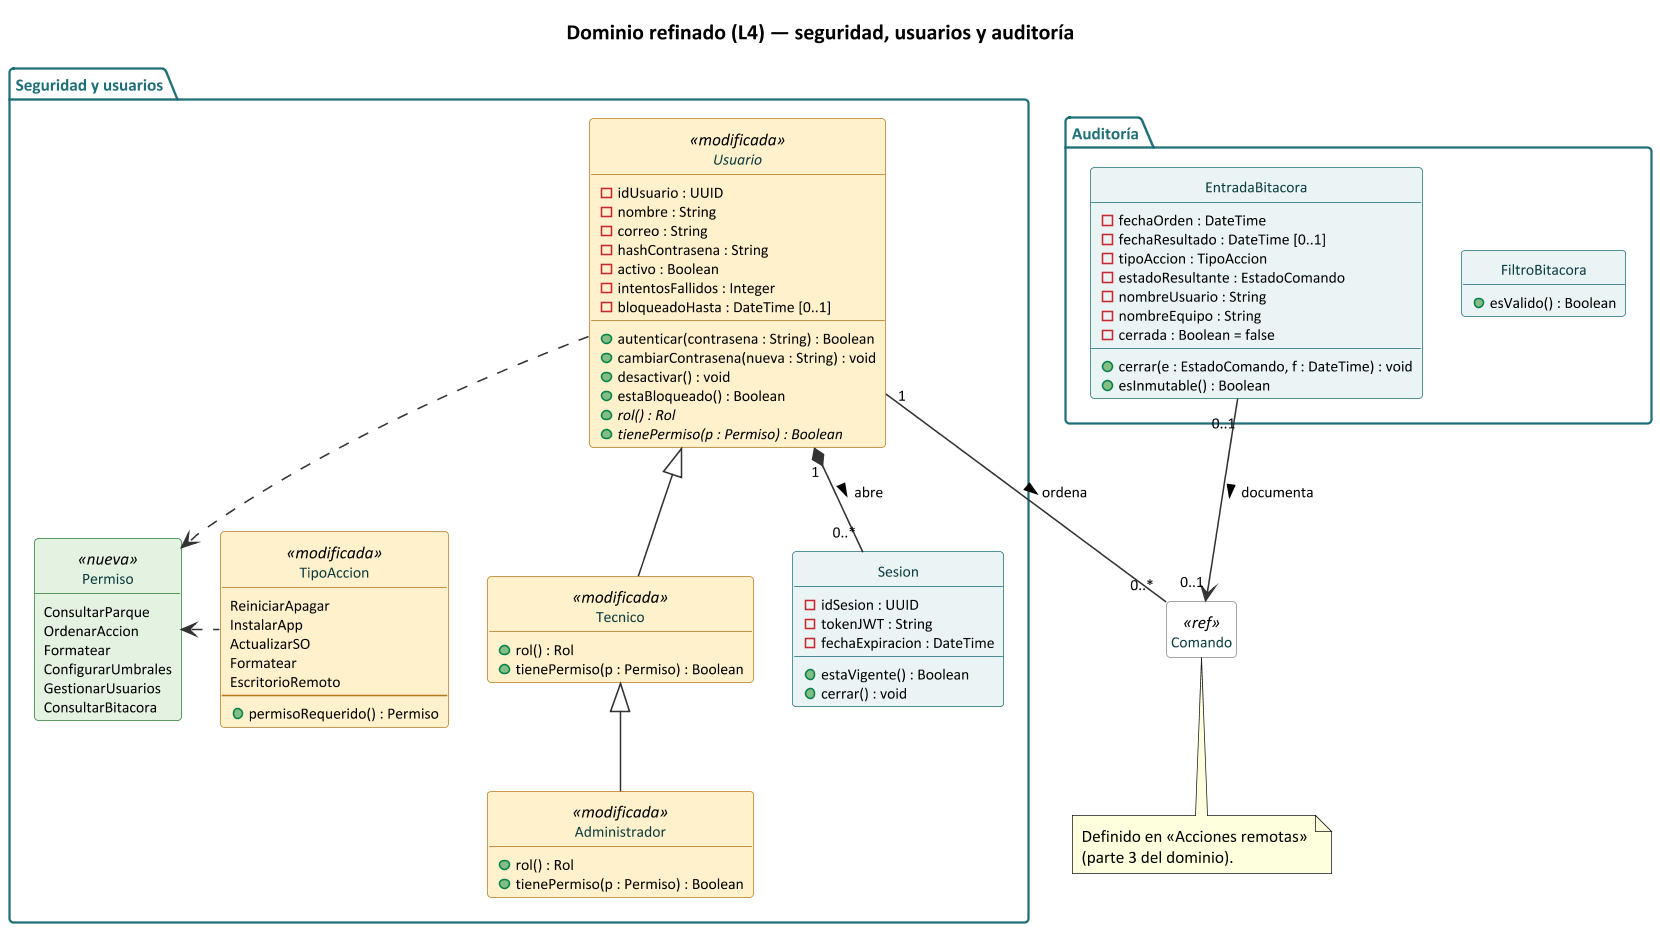 Dominio refinado (L4) — seguridad, usuarios y auditoría
Seguridad y usuarios
«modificada»
Usuario
idUsuario : UUID
nombre : String
correo : String
hashContrasena : String
activo : Boolean
intentosFallidos : Integer
bloqueadoHasta : DateTime [0..1]
autenticar(contrasena : String) : Boolean
cambiarContrasena(nueva : String) : void
desactivar() : void
estaBloqueado() : Boolean
rol() : Rol
tienePermiso(p : Permiso) : Boolean
Auditoría
EntradaBitacora
fechaOrden : DateTime
fechaResultado : DateTime [0..1]
tipoAccion : TipoAccion
estadoResultante : EstadoComando
nombreUsuario : String
nombreEquipo : String
cerrada : Boolean = false
cerrar(e : EstadoComando, f : DateTime) : void
esInmutable() : Boolean
FiltroBitacora
esValido() : Boolean
1
0..1
1
abre
ordena
documenta
0..*
0..*
0..1
«nueva»
Permiso
ConsultarParque
OrdenarAccion
Formatear
ConfigurarUmbrales
GestionarUsuarios
ConsultarBitacora
«modificada»
TipoAccion
ReiniciarApagar
InstalarApp
ActualizarSO
Formatear
EscritorioRemoto
permisoRequerido() : Permiso
«modificada»
Tecnico
rol() : Rol
tienePermiso(p : Permiso) : Boolean
Sesion
idSesion : UUID
tokenJWT : String
fechaExpiracion : DateTime
estaVigente() : Boolean
cerrar() : void
«ref»
Comando
«modificada»
Administrador
rol() : Rol
tienePermiso(p : Permiso) : Boolean
Definido en «Acciones remotas»
(parte 3 del dominio).